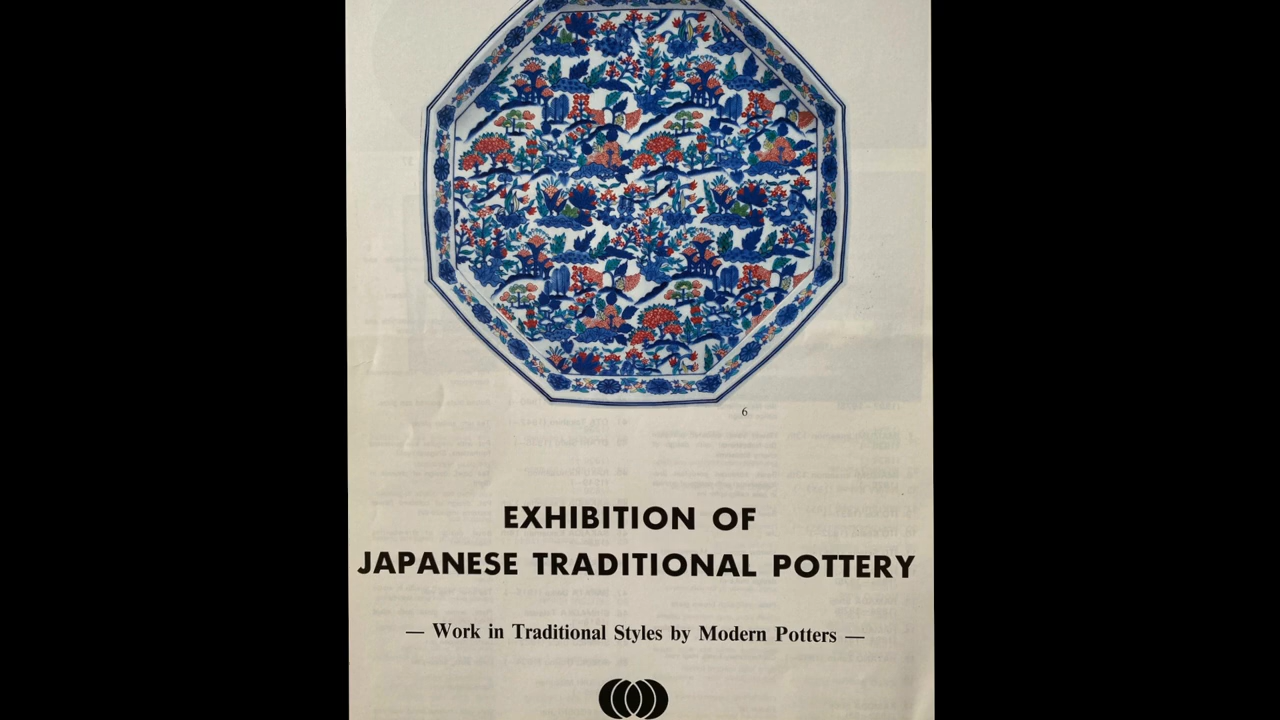 6
EXHIBITION OF
JAPANESE TRADITIONAL POTTERY
— Work in Traditional Styles by Modern Potters —